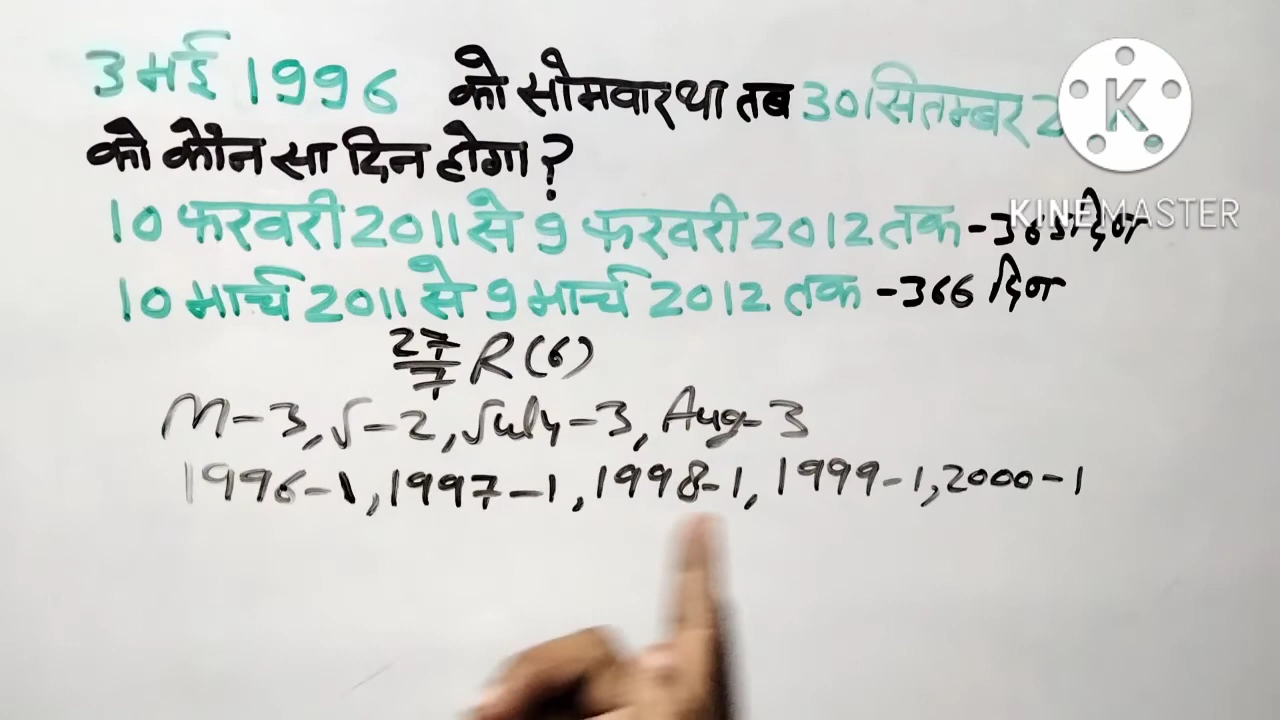 3 मई 1996 को सोमवार था तब 30 सितम्बर 2
को कौन सा दिन होगा?
K
KINEMASTER
10 फरवरी 2011 से 9 फरवरी 2012 तक -365 दिन
10 मार्च 2011 से 9 मार्च 2012 तक -366 दिन
27/7 R(6)
M-3, J-2, July-3, Aug-3
1996-1, 1997-1, 1998-1, 1999-1, 2000-1